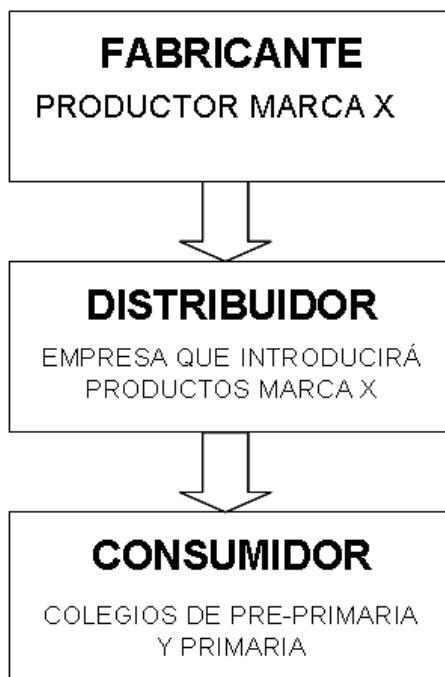 FABRICANTE
PRODUCTOR MARCA X
DISTRIBUIDOR
EMPRESA QUE INTRODUCIRÁ
PRODUCTOS MARCA X
CONSUMIDOR
COLEGIOS DE PRE-PRIMARIA
Y PRIMARIA